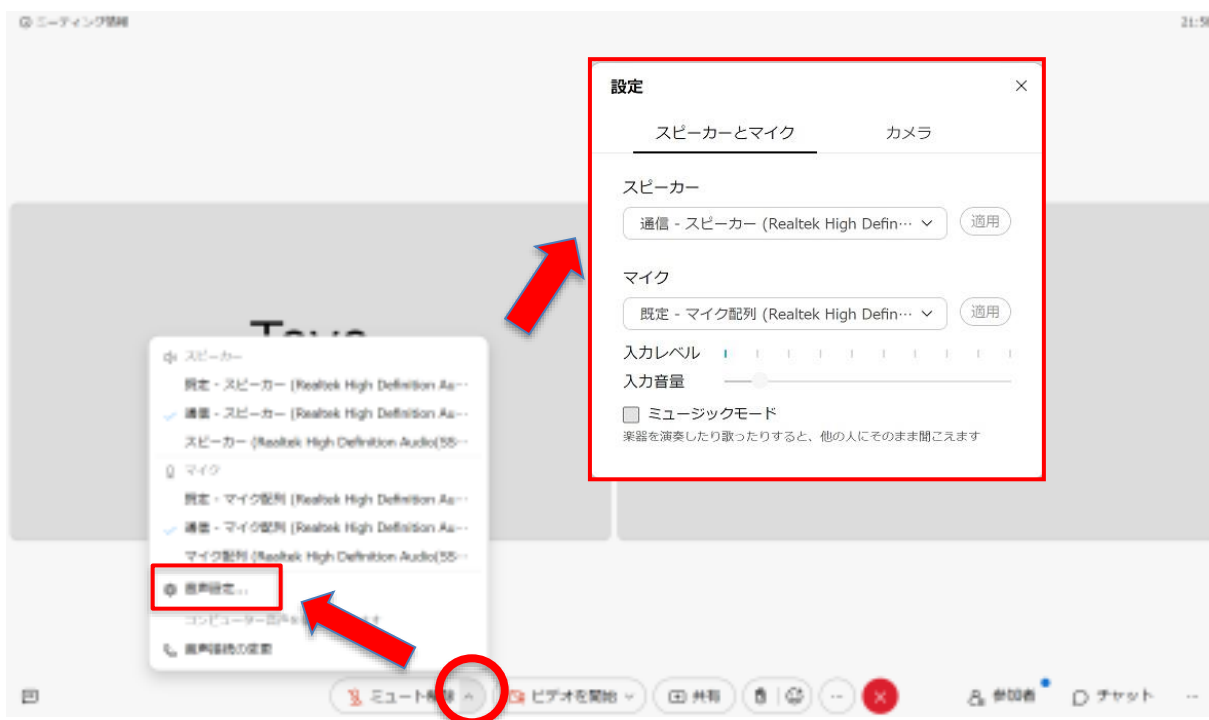 ミーティング情報
設定
スピーカーとマイク
カメラ
スピーカー
通信 - スピーカー (Realtek High Defin…
適用
マイク
既定 - マイク配列 (Realtek High Defin…
適用
入力レベル
入力音量
ミュージックモード
楽器を演奏したり歌ったりすると、他の人にそのまま聞こえます
スピーカー
既定 - スピーカー (Realtek High Definition Au…
通信 - スピーカー (Realtek High Definition Au…
スピーカー (Realtek High Definition Audio(SS…
マイク
既定 - マイク配列 (Realtek High Definition Au…
通信 - マイク配列 (Realtek High Definition Au…
マイク配列 (Realtek High Definition Audio(SS…
音声設定...
音声接続の変更
ミュート解除
ビデオを開始
共有
参加者
チャット